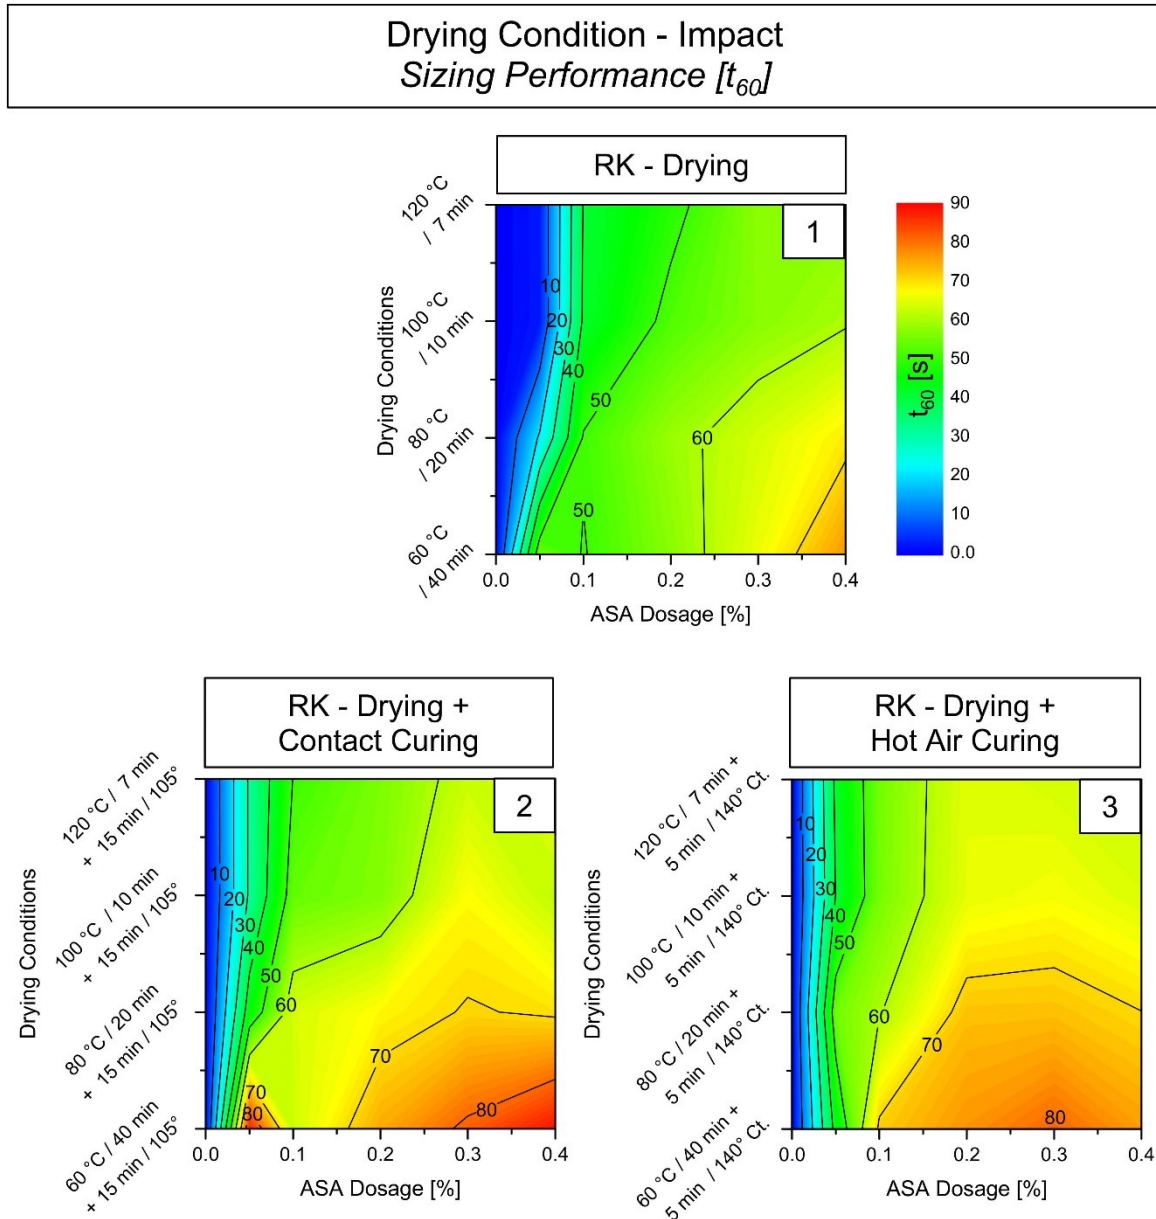 Drying Condition - Impact
Sizing Performance [t60]
RK - Drying
1
120 °C
/ 7 min
100 °C
/ 10 min
80 °C
/ 20 min
60 °C
/ 40 min
Drying Conditions
10
20
30
40
50
60
50
0.0
0.1
0.2
0.3
0.4
ASA Dosage [%]
90
80
70
60
50
40
30
20
10
0.0
t60 [s]
RK - Drying +
Contact Curing
2
120 °C / 7 min
+ 15 min / 105°
100 °C / 10 min
+ 15 min / 105°
80 °C / 20 min
+ 15 min / 105°
60 °C / 40 min
+ 15 min / 105°
Drying Conditions
10
20
30
40
50
60
70
70
80
80
0.0
0.1
0.2
0.3
0.4
ASA Dosage [%]
RK - Drying +
Hot Air Curing
3
120 °C / 7 min +
5 min / 140° Ct.
100 °C / 10 min +
5 min / 140° Ct.
80 °C / 20 min +
5 min / 140° Ct.
60 °C / 40 min +
5 min / 140° Ct.
Drying Conditions
10
20
30
40
50
60
70
80
0.0
0.1
0.2
0.3
0.4
ASA Dosage [%]